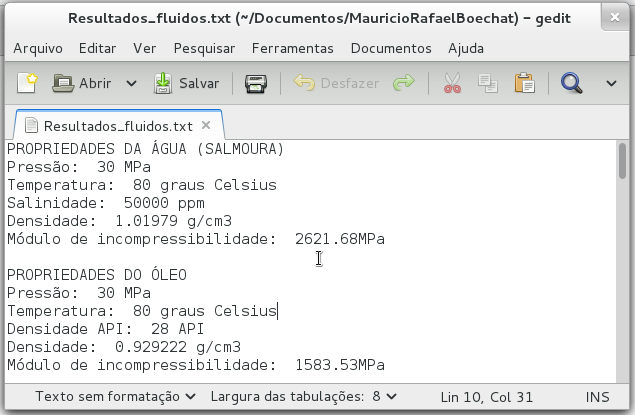 Resultados_fluidos.txt (~/Documentos/MauricioRafaelBoechat) – gedit
Arquivo Editar Ver Pesquisar Ferramentas Documentos Ajuda
Abrir Salvar Desfazer
Resultados_fluidos.txt
PROPRIEDADES DA ÁGUA (SALMOURA)
Pressão:  30 MPa
Temperatura:  80 graus Celsius
Salinidade:  50000 ppm
Densidade:  1.01979 g/cm3
Módulo de incompressibilidade:  2621.68MPa
PROPRIEDADES DO ÓLEO
Pressão:  30 MPa
Temperatura:  80 graus Celsius
Densidade API:  28 API
Densidade:  0.929222 g/cm3
Módulo de incompressibilidade:  1583.53MPa
Texto sem formatação Largura das tabulações: 8 Lin 10, Col 31 INS